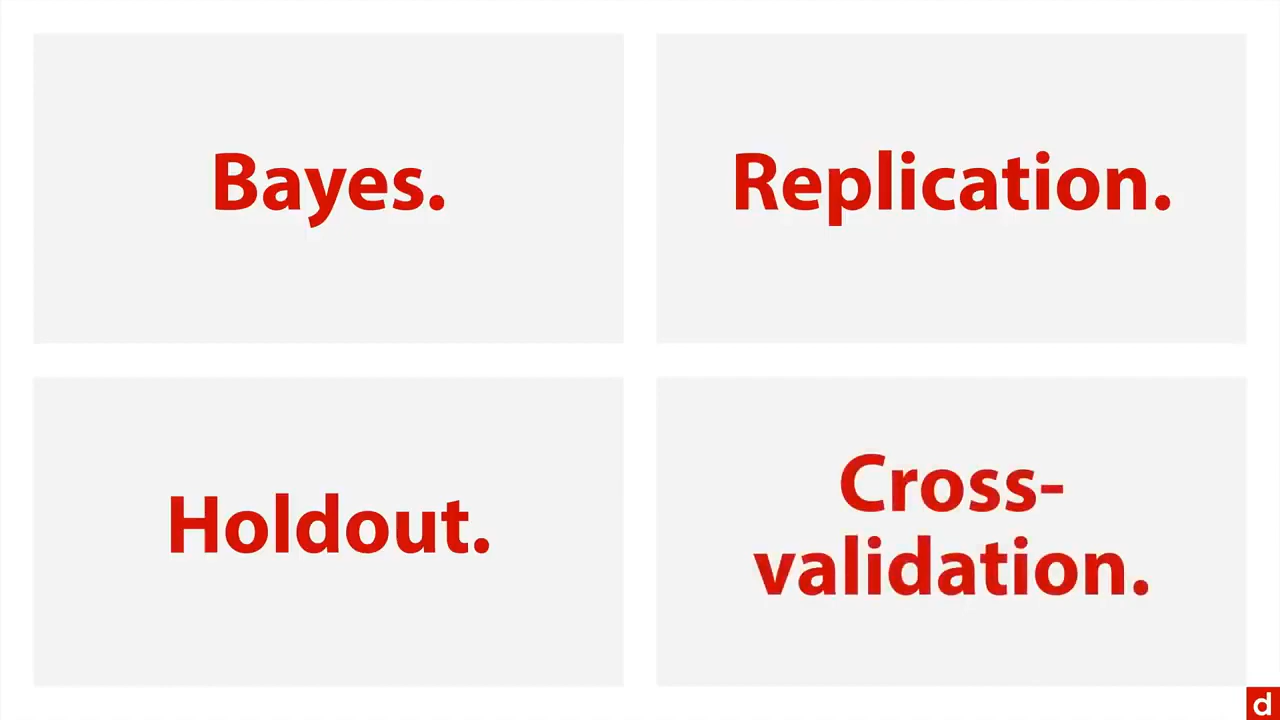 Bayes.
Replication.
Holdout.
Cross-
validation.
d